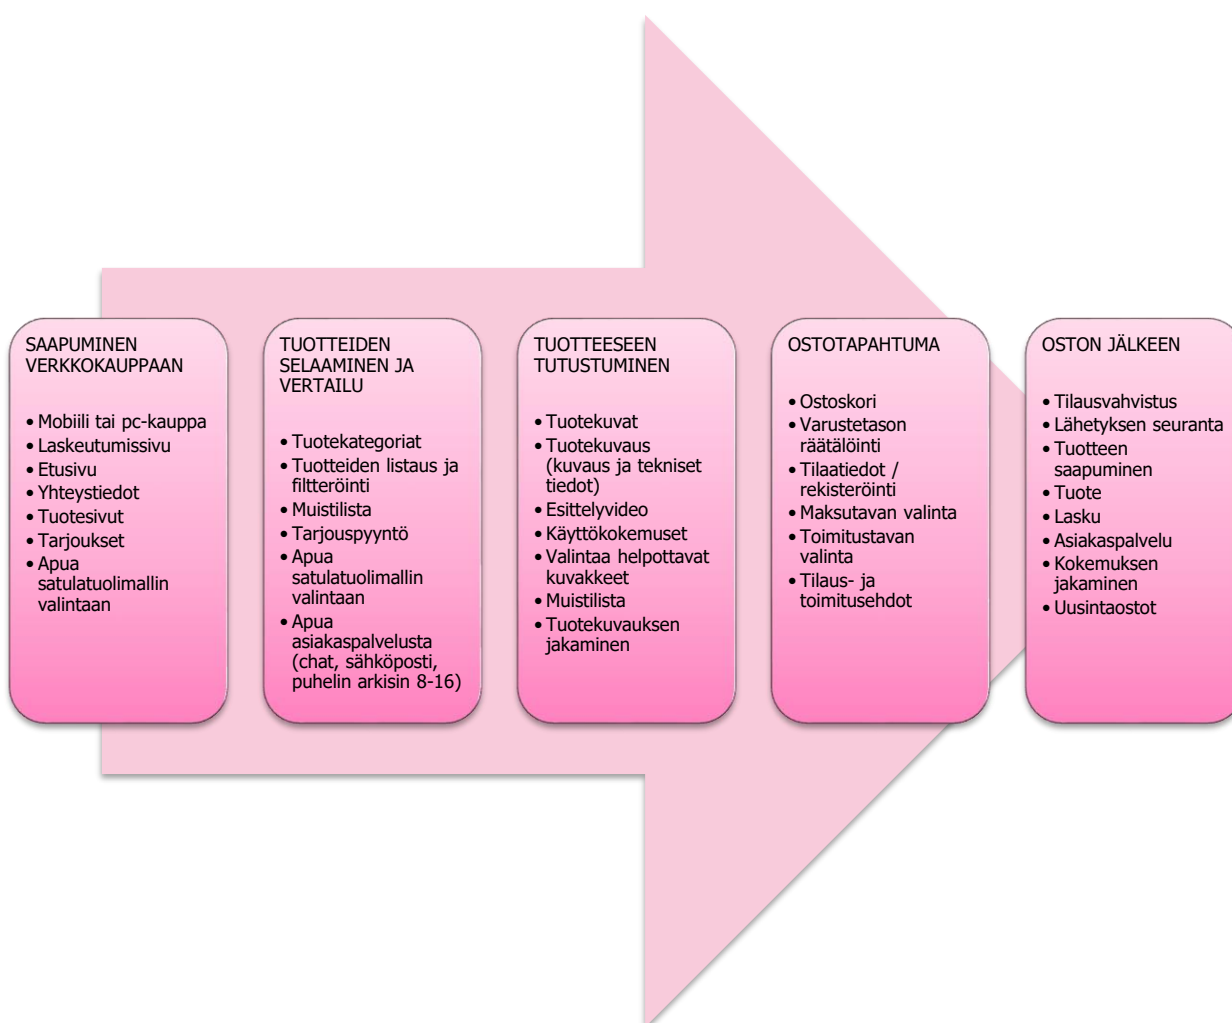 SAAPUMINEN
VERKKOKAUPPAAN
• Mobiili tai pc-kauppa
• Laskeutumissivu
• Etusivu
• Yhteystiedot
• Tuotesivut
• Tarjoukset
• Apua
satulatuolimallin
valintaan
TUOTTEIDEN
SELAAMINEN JA
VERTAILU
• Tuotekategoriat
• Tuotteiden listaus ja
filtteröinti
• Muistilista
• Tarjouspyyntö
• Apua
satulatuolimallin
valintaan
• Apua
asiakaspalvelusta
(chat, sähköposti,
puhelin arkisin 8-16)
TUOTTEESEEN
TUTUSTUMINEN
• Tuotekuvat
• Tuotekuvaus
(kuvaus ja tekniset
tiedot)
• Esittelyvideo
• Käyttökokemuset
• Valintaa helpottavat
kuvakkeet
• Muistilista
• Tuotekuvauksen
jakaminen
OSTOTAPAHTUMA
• Ostoskori
• Varustetason
räätälöinti
• Tilaatiedot /
rekisteröinti
• Maksutavan valinta
• Toimitustavan
valinta
• Tilaus- ja
toimitusehdot
OSTON JÄLKEEN
• Tilausvahvistus
• Lähetyksen seuranta
• Tuotteen
saapuminen
• Tuote
• Lasku
• Asiakaspalvelu
• Kokemuksen
jakaminen
• Uusintaostot